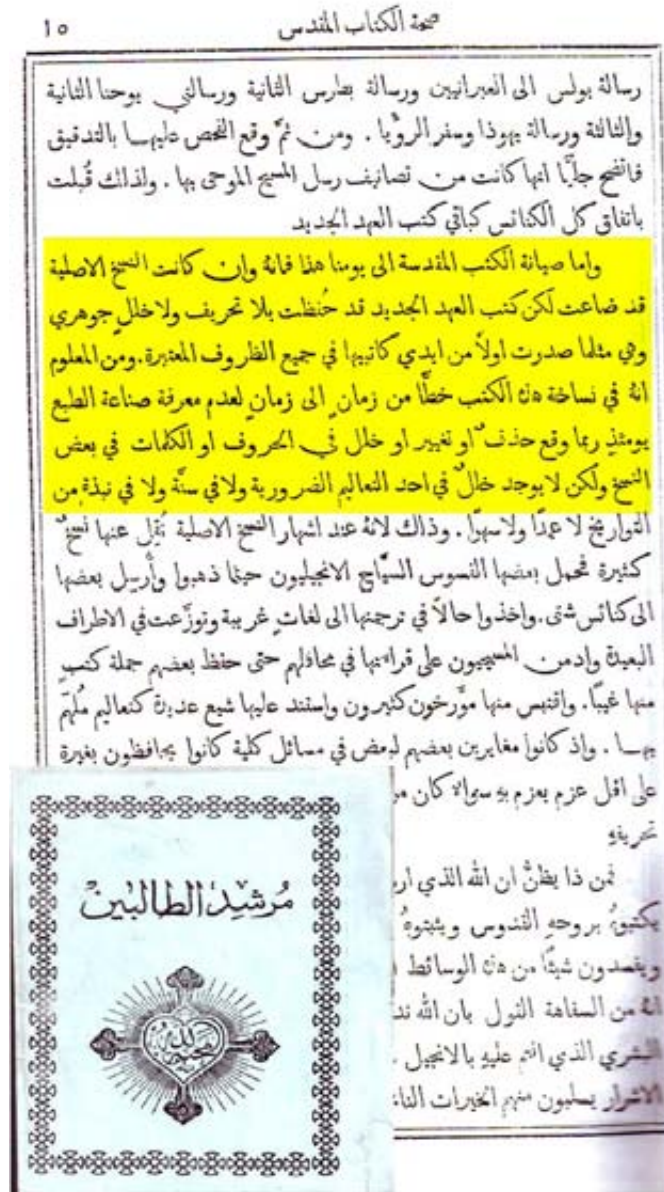 صحة الكتاب المقدس
١٥
رسالة بولس الى العبرانيين ورسالة بطرس الثانية ورسالتي يوحنا الثانية
والثالثة ورسالة يهوذا وسفر الرؤيا . ومن ثمَّ وقع الفحص عليها بالتدقيق
فاتضح جليًا انها كانت من تصانيف رسل المسيح الموحى بها . ولذلك قُبلت
باتفاق كل الكنائس كباقي كتب العهد الجديد
واما صيانة الكتب المقدسة الى يومنا هذا فانهُ وان كانت النسخ الاصلية
قد ضاعت لكن كتب العهد الجديد قد حُفظت بلا تحريف ولا خلل جوهري
وهي مثلما صدرت اولاً من ايدي كاتبيها في جميع الظروف المعتبرة. ومن المعلوم
انهُ في نساخة هذه الكتب خطًّا من زمانٍ الى زمانٍ لعدم معرفة صناعة الطبع
يومئذٍ ربما وقع حذفٌ او تغيير او خلل في الحروف او الكلمات في بعض
النسخ ولكن لا يوجد خللٌ في احد التعاليم الضرورية ولا في سنَّة ولا في نبذة من
التواريخ لا عمدًا ولا سهوًا . وذلك لانهُ عند اشهار النسخ الاصلية نُقِل عنها نسخٌ
كثيرة فحمل بعضها القسوس السيَّاح الانجيليون حيثما ذهبوا وأُرسل بعضها
الى كنائس شتى. واخذوا حالاً في ترجمتها الى لغاتٍ غريبة وتوزَّعت في الاطراف
البعيدة وادمن المسيحيون على قراءتها في محافلهم حتى حفظ بعضهم جملة كتبٍ
منها غيبًا. واقتبس منها مؤرخون كثيرون واستند عليها شيع عديدة كتعاليم مُلهَم
بها . واذ كانوا مغايرين بعضهم لبعض في مسائل كلية كانوا يحافظون بغيرة
على اقل عزم يعزم بهِ سواء كان
تحريفهِ
فمن ذا يظنُّ ان الله الذي
يكتبوهُ بروحهِ القدوس ويثبتوهُ
ويفسدون شيئًا من هذه الوسائط
انهُ من السفاهة القول بان الله
البشري الذي انعم عليهِ بالانجيل
الاشرار يسلبون منهم الخيرات
مُرشِد الطالبين
الله محبة